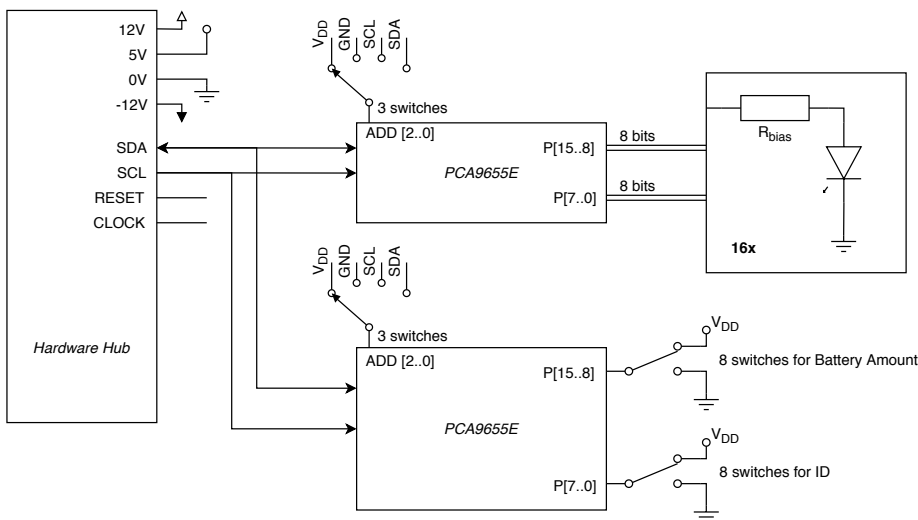 12V
5V
0V
-12V
SDA
SCL
RESET
CLOCK
Hardware Hub
VDD
GND
SCL
SDA
3 switches
ADD [2..0]
PCA9655E
P[15..8]
P[7..0]
8 bits
8 bits
Rbias
16x
VDD
GND
SCL
SDA
3 switches
ADD [2..0]
PCA9655E
P[15..8]
P[7..0]
VDD
8 switches for Battery Amount
VDD
8 switches for ID